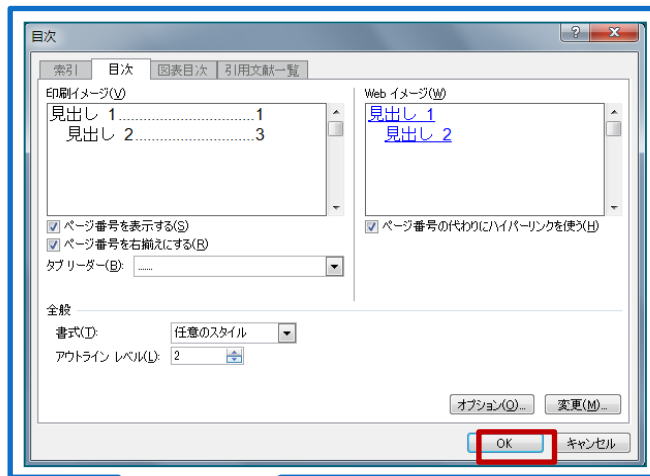 目次
索引 目次 図表目次 引用文献一覧
印刷イメージ(V)
見出し 1..............................1
見出し 2...........................3
Web イメージ(W)
見出し 1
見出し 2
ページ番号を表示する(S)
ページ番号を右揃えにする(R)
タブ リーダー(B): ......
ページ番号の代わりにハイパーリンクを使う(H)
全般
書式(T): 任意のスタイル
アウトライン レベル(L): 2
オプション(O)... 変更(M)...
OK キャンセル